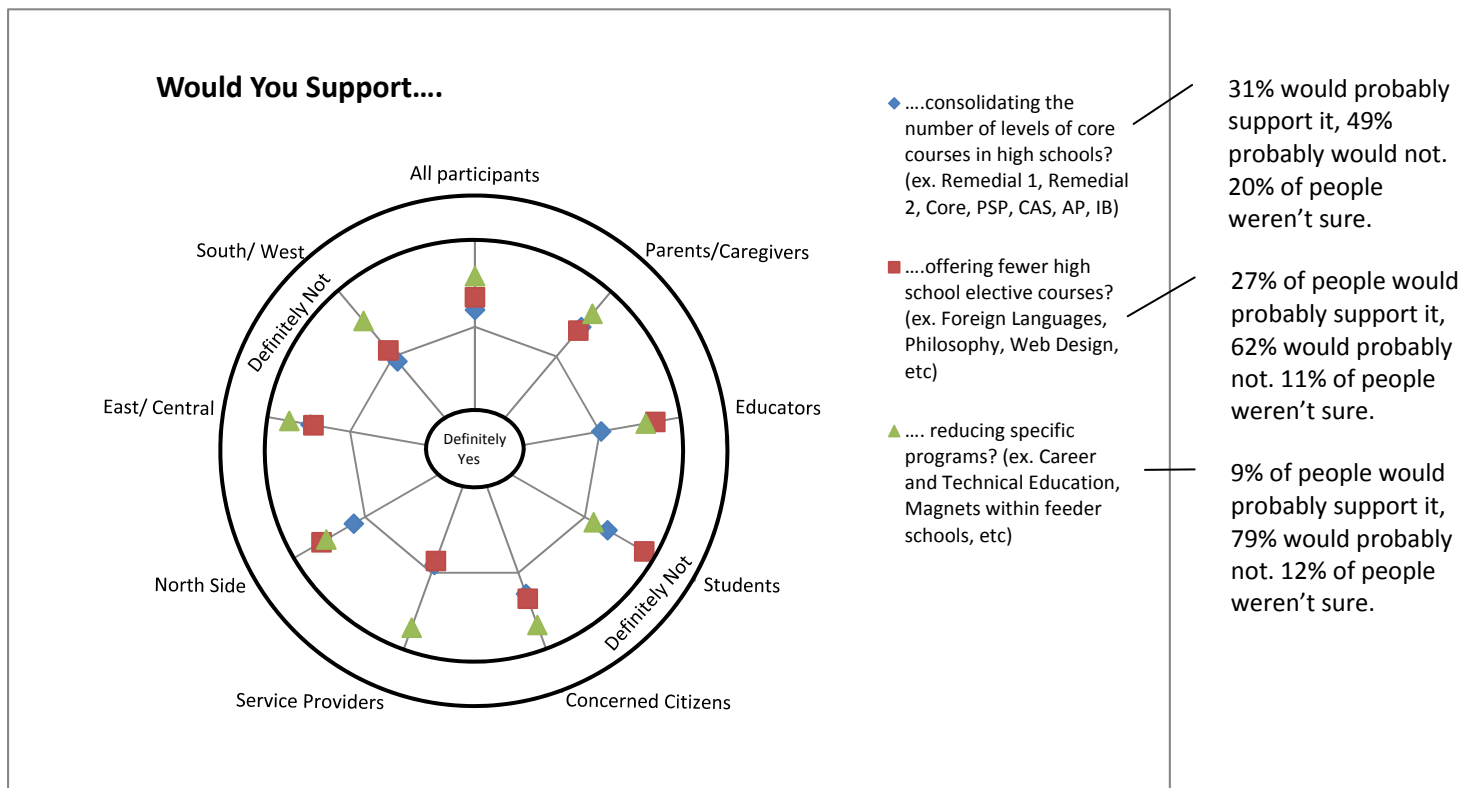 Would You Support....
All participants
South/ West
Parents/Caregivers
Definitely Not
East/ Central
Educators
Definitely
Yes
North Side
Students
Definitely Not
Service Providers
Concerned Citizens
....consolidating the
number of levels of core
courses in high schools?
(ex. Remedial 1, Remedial
2, Core, PSP, CAS, AP, IB)
....offering fewer high
school elective courses?
(ex. Foreign Languages,
Philosophy, Web Design,
etc)
.... reducing specific
programs? (ex. Career
and Technical Education,
Magnets within feeder
schools, etc)
31% would probably
support it, 49%
probably would not.
20% of people
weren’t sure.
27% of people would
probably support it,
62% would probably
not. 11% of people
weren’t sure.
9% of people would
probably support it,
79% would probably
not. 12% of people
weren’t sure.